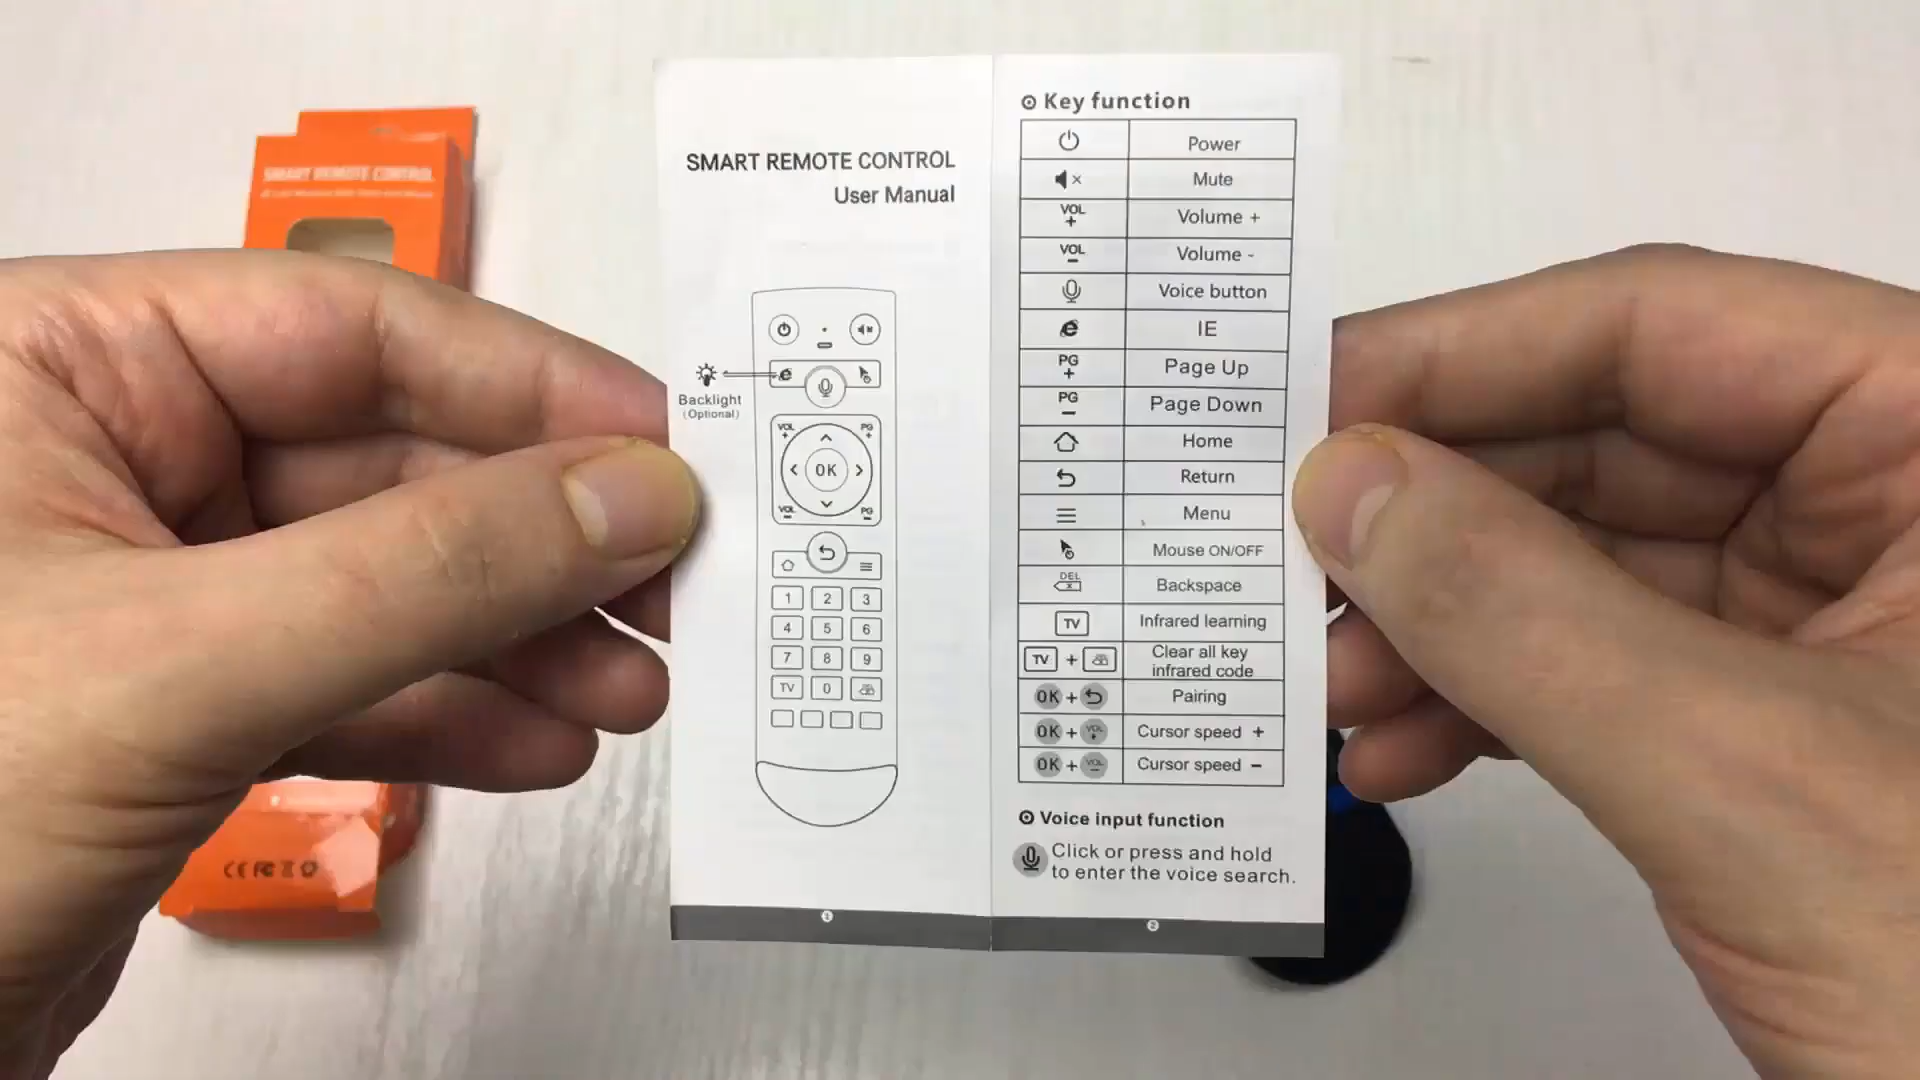 SMART REMOTE CONTROL
SMART REMOTE CONTROL
User Manual
Backlight
(Optional)
VOL
+
PG
+
OK
VOL
-
PG
-
1 2 3
4 5 6
7 8 9
TV 0
1
Key function
Power
Mute
VOL
+
Volume +
VOL
-
Volume -
Voice button
e IE
PG
+
Page Up
PG
-
Page Down
Home
Return
Menu
Mouse ON/OFF
DEL
x
Backspace
TV Infrared learning
TV + Clear all key
infrared code
OK + Pairing
OK + VOL + Cursor speed +
OK + VOL - Cursor speed -
Voice input function
Click or press and hold
to enter the voice search.
2
CE FC